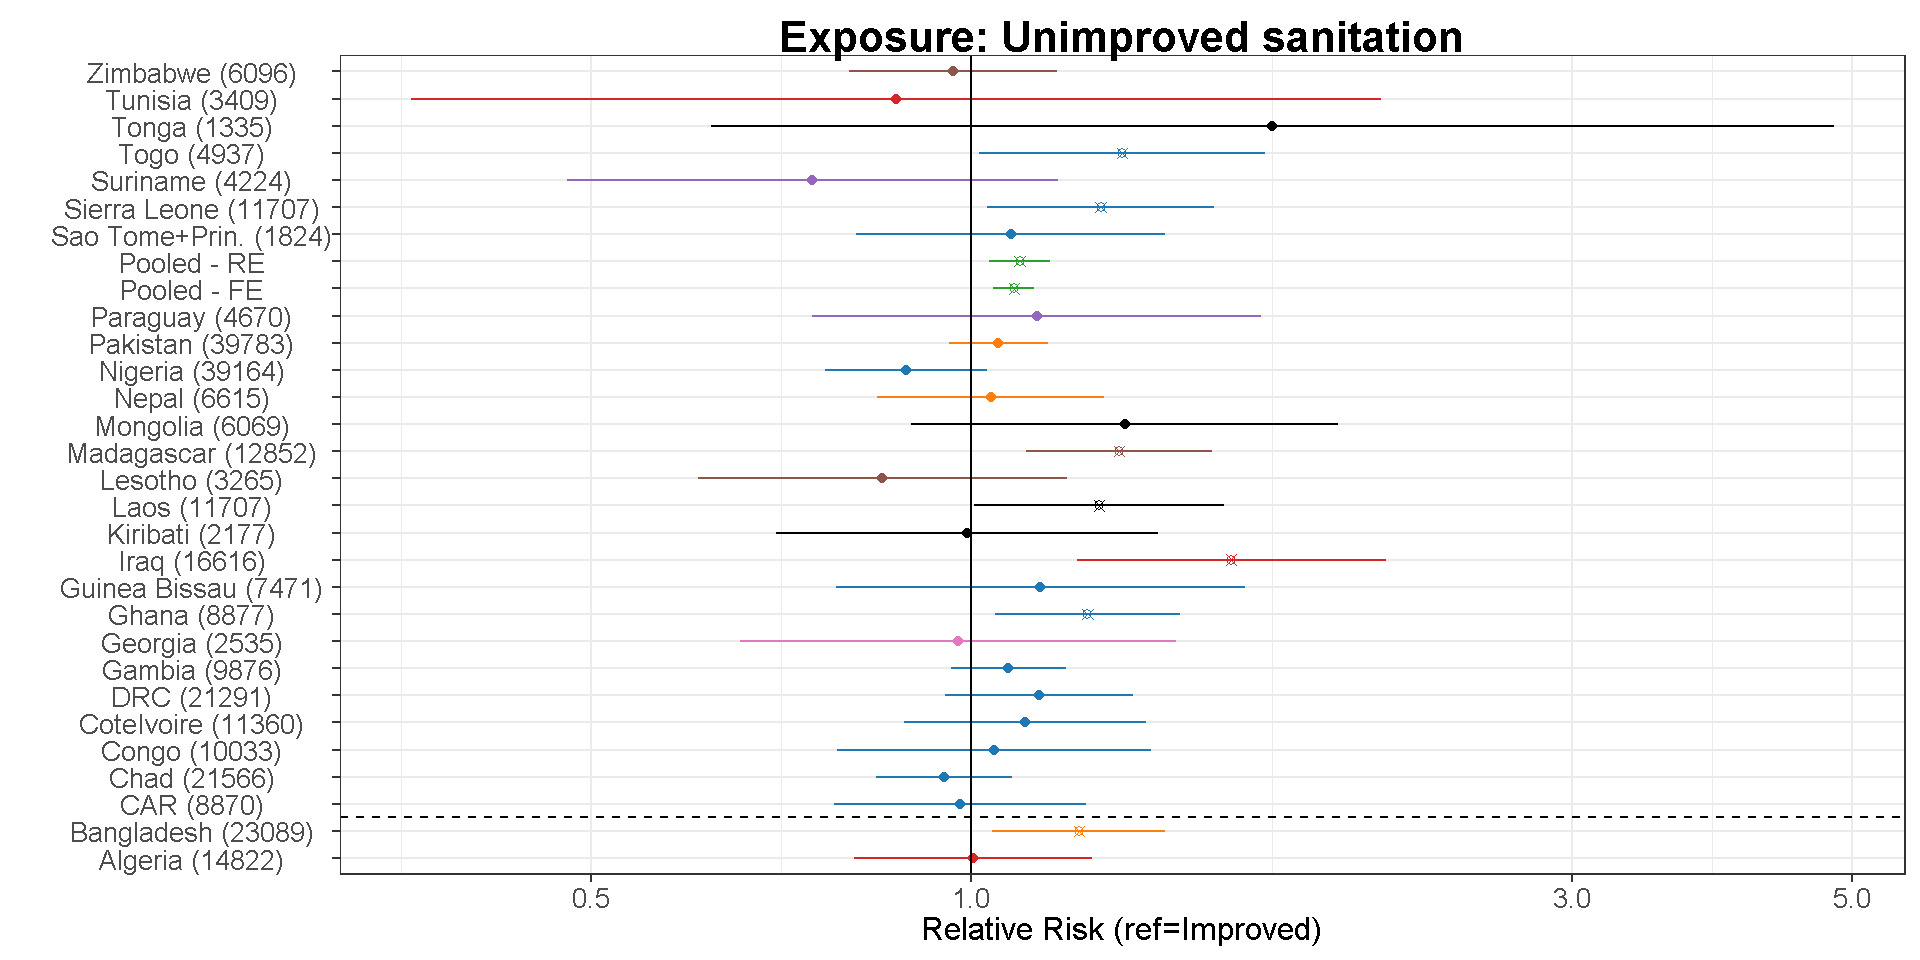 Exposure: Unimproved sanitation
Zimbabwe (6096)
Tunisia (3409)
Tonga (1335)
Togo (4937)
Suriname (4224)
Sierra Leone (11707)
Sao Tome+Prin. (1824)
Pooled - RE
Pooled - FE
Paraguay (4670)
Pakistan (39783)
Nigeria (39164)
Nepal (6615)
Mongolia (6069)
Madagascar (12852)
Lesotho (3265)
Laos (11707)
Kiribati (2177)
Iraq (16616)
Guinea Bissau (7471)
Ghana (8877)
Georgia (2535)
Gambia (9876)
DRC (21291)
CoteIvoire (11360)
Congo (10033)
Chad (21566)
CAR (8870)
Bangladesh (23089)
Algeria (14822)
0.5 1.0 3.0 5.0
Relative Risk (ref=Improved)